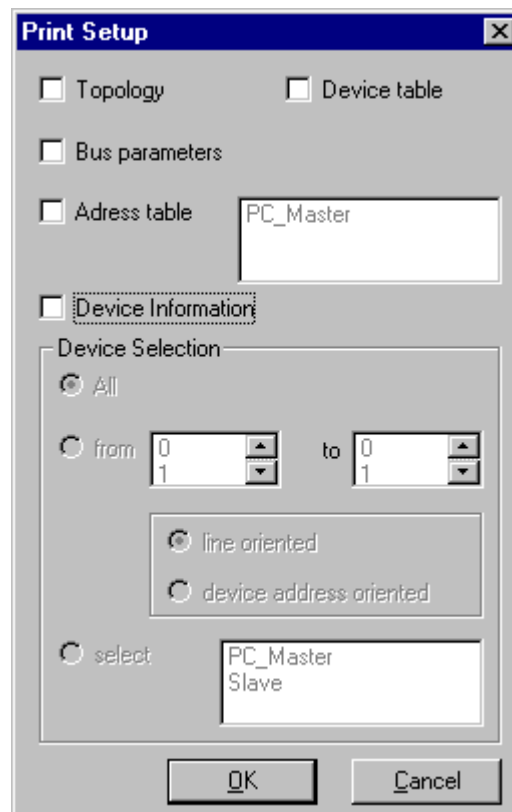 Print Setup
Topology Device table
Bus parameters
Adress table PC_Master
Device Information
Device Selection
All
from 0 to 0
1 1
line oriented
device address oriented
select PC_Master
Slave
OK Cancel